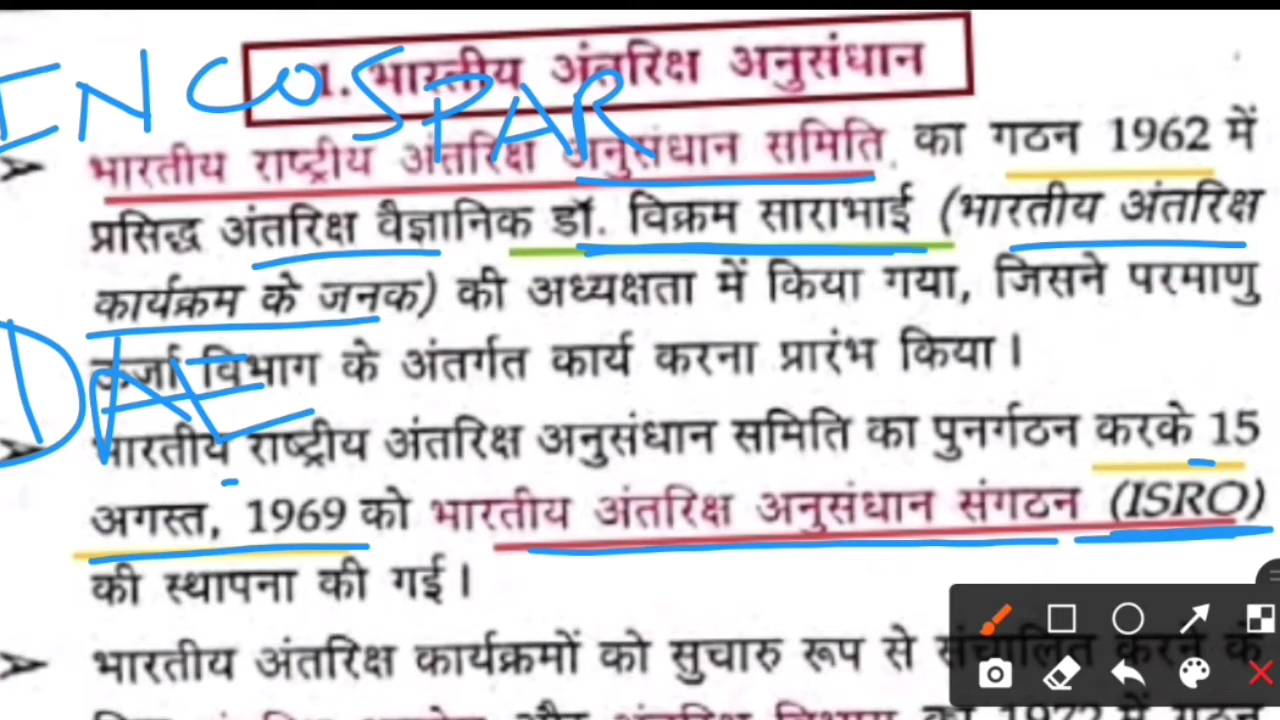 1. भारतीय अंतरिक्ष अनुसंधान
INCOSPAR
➤ भारतीय राष्ट्रीय अंतरिक्ष अनुसंधान समिति का गठन 1962 में
प्रसिद्ध अंतरिक्ष वैज्ञानिक डॉ. विक्रम साराभाई (भारतीय अंतरिक्ष
कार्यक्रम के जनक) की अध्यक्षता में किया गया, जिसने परमाणु
ऊर्जा विभाग के अंतर्गत कार्य करना प्रारंभ किया।
DAE
➤ भारतीय राष्ट्रीय अंतरिक्ष अनुसंधान समिति का पुनर्गठन करके 15
अगस्त, 1969 को भारतीय अंतरिक्ष अनुसंधान संगठन (ISRO)
की स्थापना की गई।
➤ भारतीय अंतरिक्ष कार्यक्रमों को सुचारु रूप से संचालित करने के